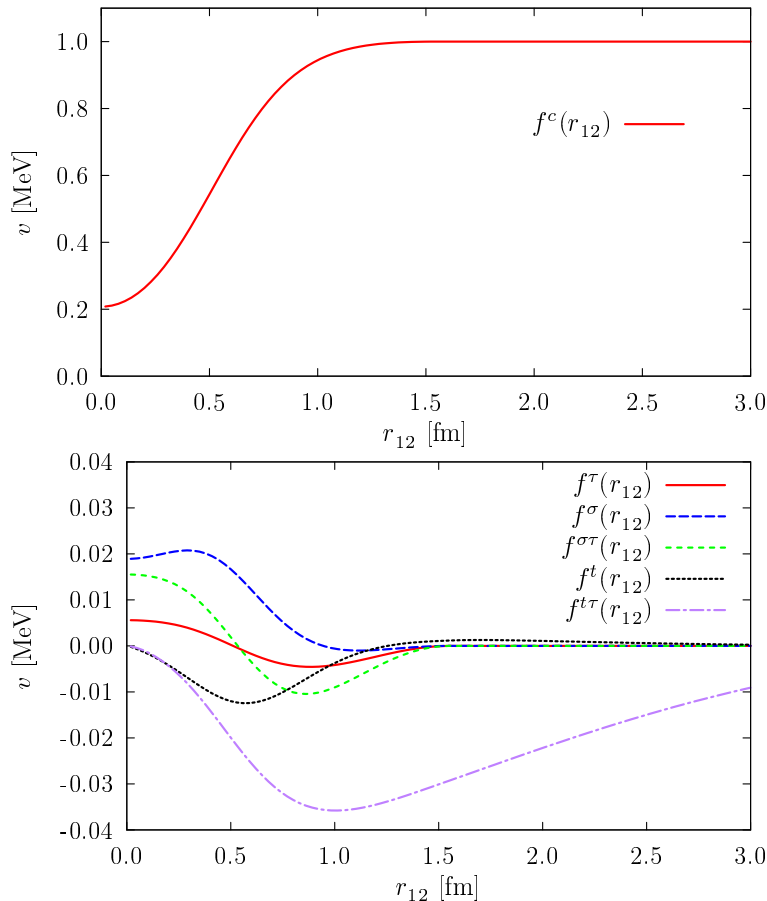 1.0
0.8
0.6
0.4
0.2
0.0
v [MeV]
f^c(r_12)
0.0 0.5 1.0 1.5 2.0 2.5 3.0
r_12 [fm]
0.04
0.03
0.02
0.01
0.00
-0.01
-0.02
-0.03
-0.04
v [MeV]
f^τ(r_12)
f^σ(r_12)
f^στ(r_12)
f^t(r_12)
f^tτ(r_12)
0.0 0.5 1.0 1.5 2.0 2.5 3.0
r_12 [fm]